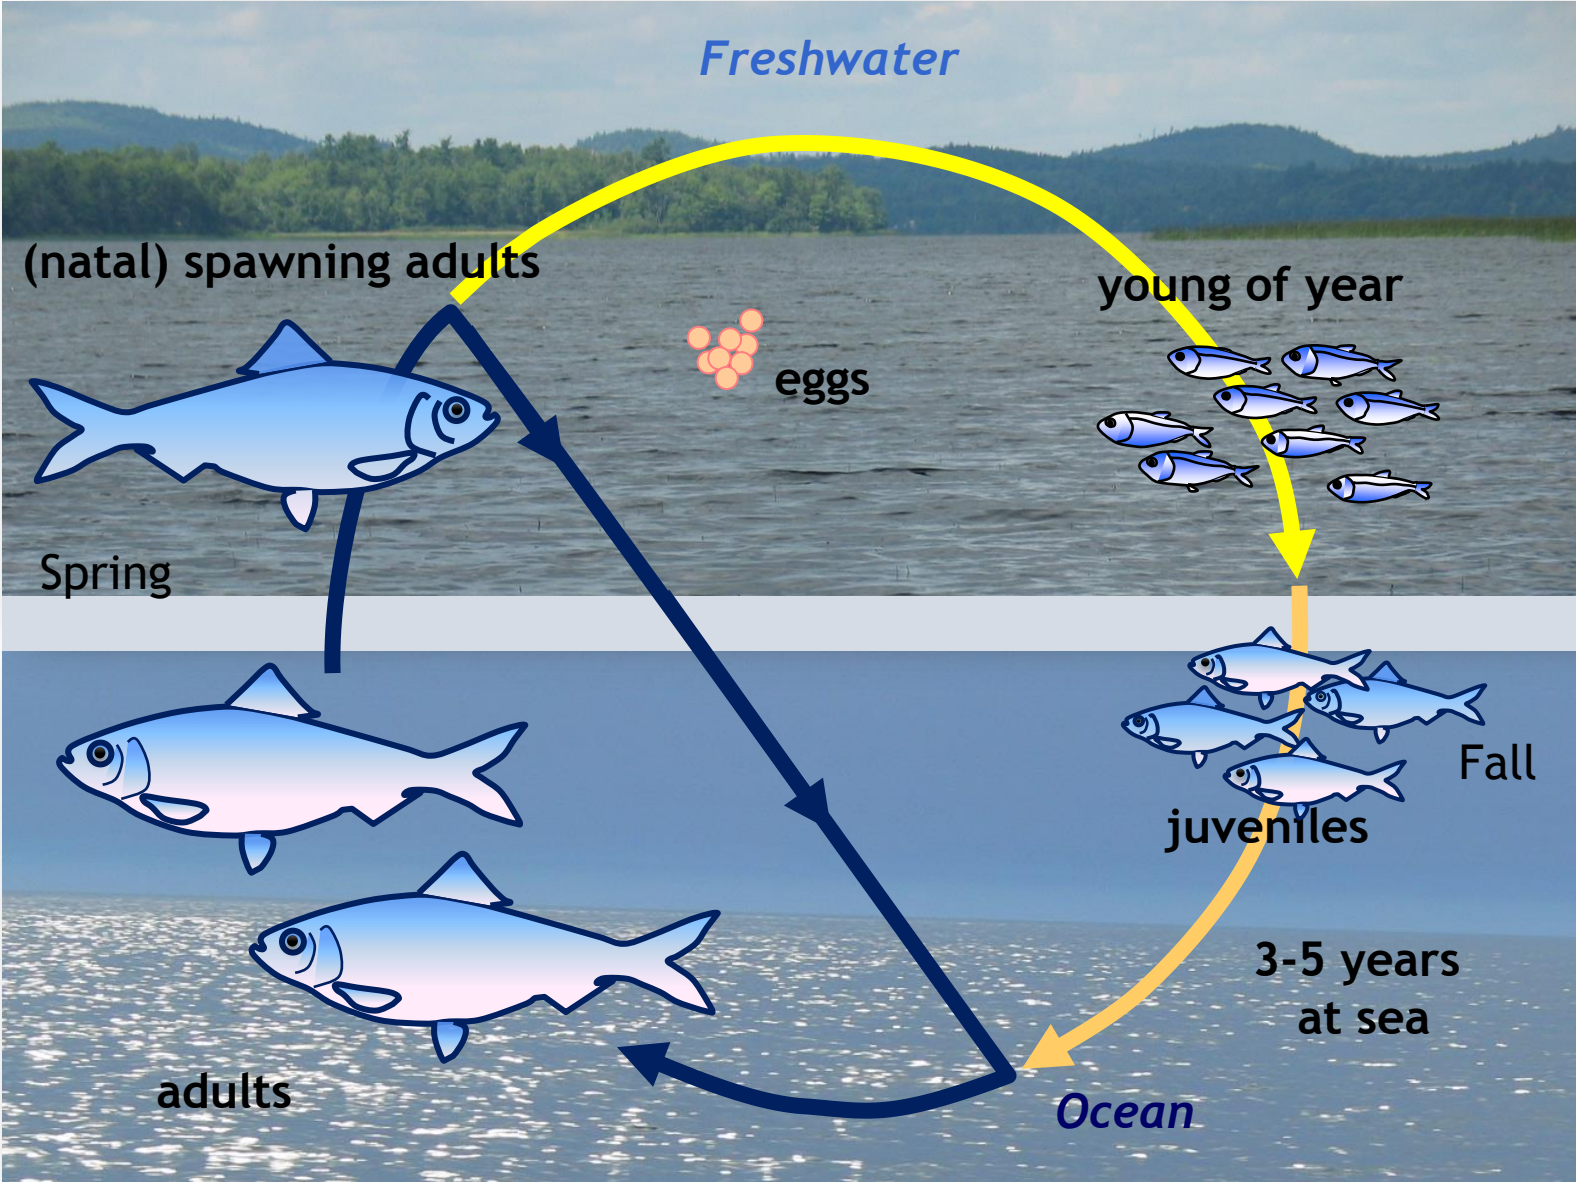 Freshwater
(natal) spawning adults
young of year
eggs
Spring
Fall
juveniles
3-5 years
at sea
adults
Ocean